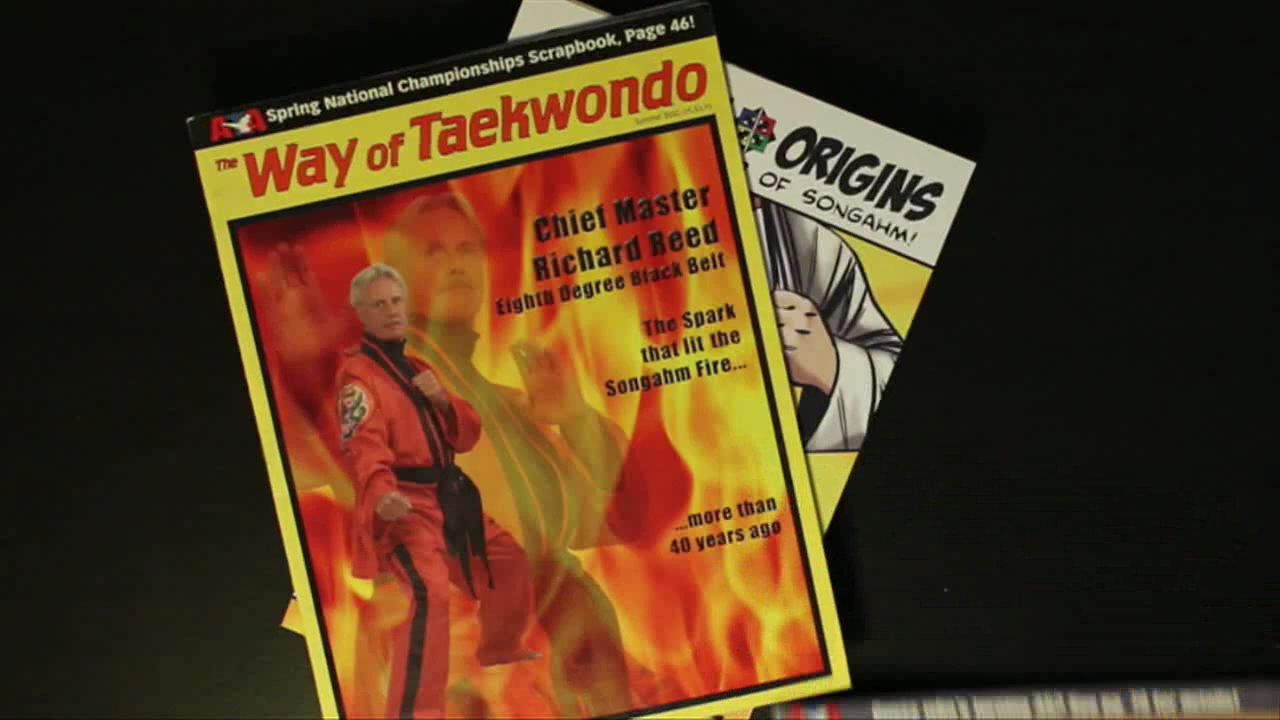 ATA Spring National Championships Scrapbook, Page 46!
The Way of Taekwondo
Chief Master
Richard Reed
Eighth Degree Black Belt
The Spark
that lit the
Songahm Fire...
...more than
40 years ago
ORIGINS
OF SONGAHM!